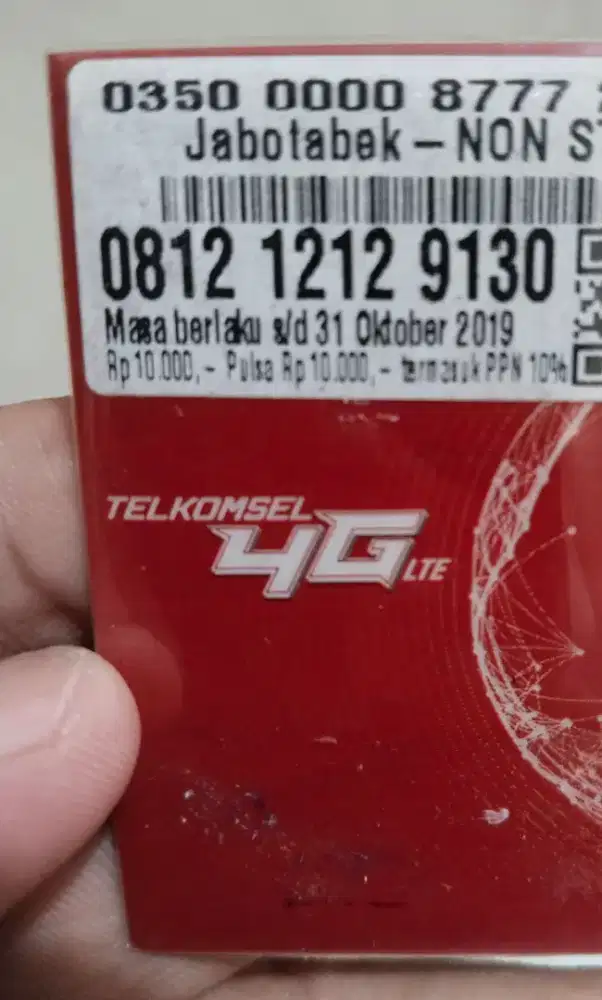 0350 0000 8777
Jabotabek – NON S
0812 1212 9130
Masa berlaku s/d 31 Oktober 2019
Rp 10.000,- Pulsa Rp 10.000,- termasuk PPN 10%
TELKOMSEL
4G LTE